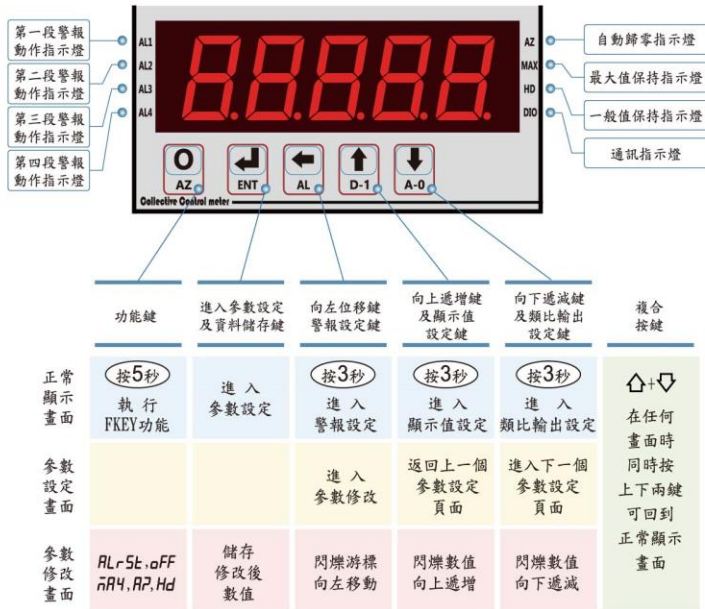 第一段警報
動作指示燈
第二段警報
動作指示燈
第三段警報
動作指示燈
第四段警報
動作指示燈
AL1
AL2
AL3
AL4
8.8.8.8.8
AZ
MAX
HD
DIO
自動歸零指示燈
最大值保持指示燈
一般值保持指示燈
通訊指示燈
AZ
ENT
AL
D-1
A-0
Collective Control meter
功能鍵
進入參數設定
及資料儲存鍵
向左位移鍵
警報設定鍵
向上遞增鍵
及顯示值
設定鍵
向下遞減鍵
及類比輸出
設定鍵
複合
按鍵
正常
顯示
畫面
按5秒
執行
FKEY功能
進入
參數設定
按3秒
進入
警報設定
按3秒
進入
顯示值設定
按3秒
進入
類比輸出設定
參數
設定
畫面
進入
參數修改
返回上一個
參數設定
頁面
進入下一個
參數設定
頁面
參數
修改
畫面
ALrSt,oFF
儲存
修改後
數值
閃爍游標
向左移動
閃爍數值
向上遞增
閃爍數值
向下遞減
⇧+⇩
在任何
畫面時
同時按
上下兩鍵
可回到
正常顯示
畫面